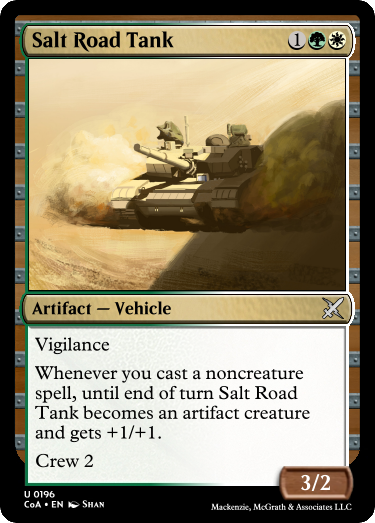 Salt Road Tank 1
Artifact — Vehicle
Vigilance
Whenever you cast a noncreature
spell, until end of turn Salt Road
Tank becomes an artifact creature
and gets +1/+1.
Crew 2
3/2
U 0196
CoA • EN Shan
Mackenzie, McGrath & Associates LLC